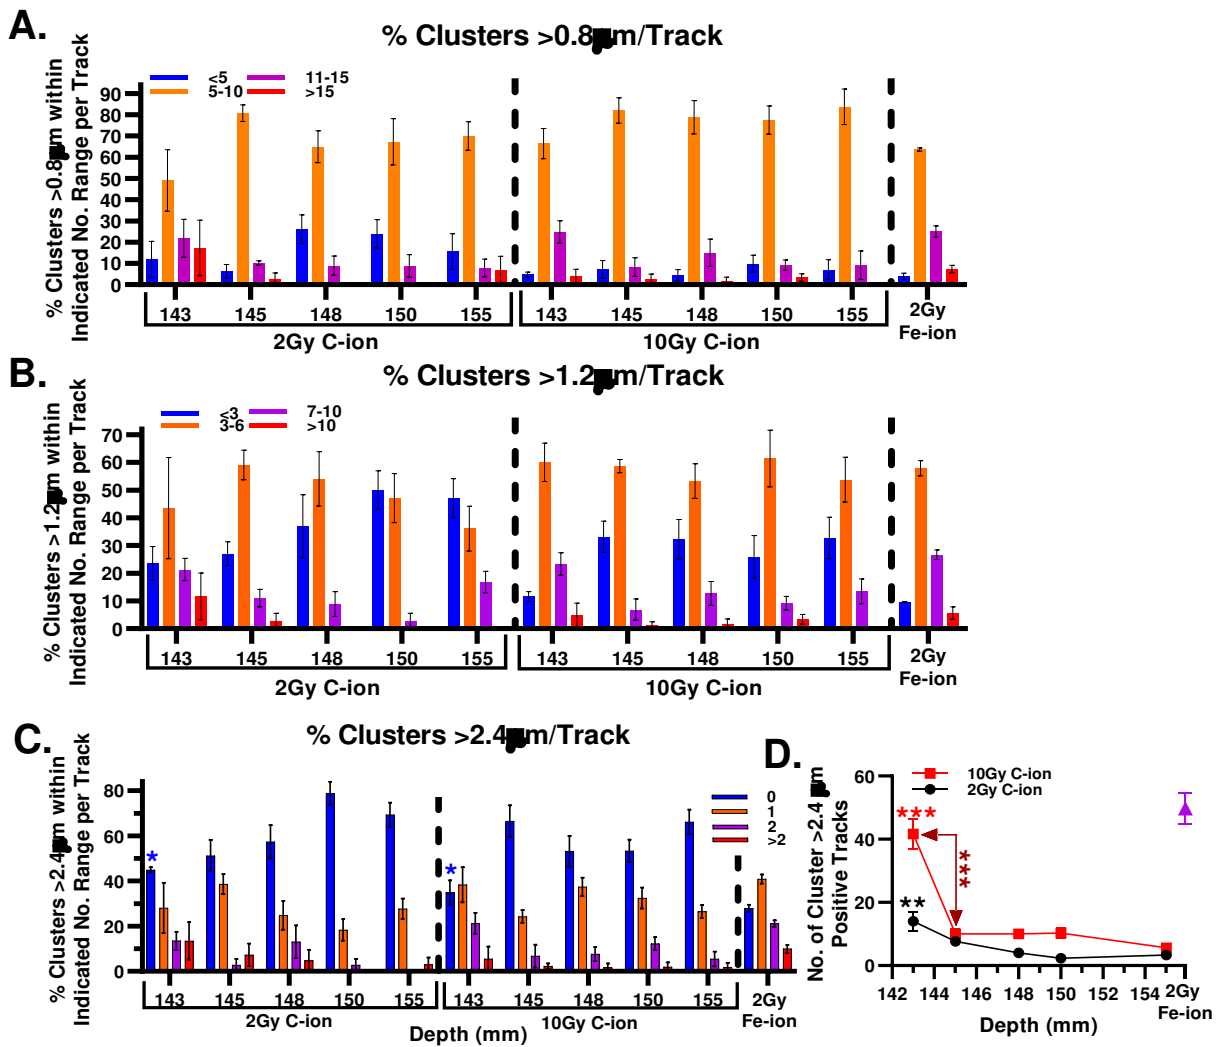 A.
% Clusters >0.8µm/Track
% Clusters >0.8µm within
Indicated No. Range per Track
<5
5-10
11-15
>15
90
80
70
60
50
40
30
20
10
0
143 145 148 150 155 143 145 148 150 155
2Gy C-ion
10Gy C-ion
2Gy
Fe-ion
B.
% Clusters >1.2µm/Track
% Clusters >1.2µm within
Indicated No. Range per Track
<3
3-6
7-10
>10
70
60
50
40
30
20
10
0
143 145 148 150 155 143 145 148 150 155
2Gy C-ion
10Gy C-ion
2Gy
Fe-ion
C.
% Clusters >2.4µm/Track
% Clusters >2.4µm within
Indicated No. Range per Track
0
1
2
>2
80
60
40
20
0
*
*
143 145 148 150 155 143 145 148 150 155
2Gy C-ion
10Gy C-ion
2Gy
Fe-ion
Depth (mm)
D.
No. of Cluster >2.4µm
Positive Tracks
10Gy C-ion
2Gy C-ion
60
40
20
0
***
***
**
142 144 146 148 150 152 154
2Gy
Fe-ion
Depth (mm)